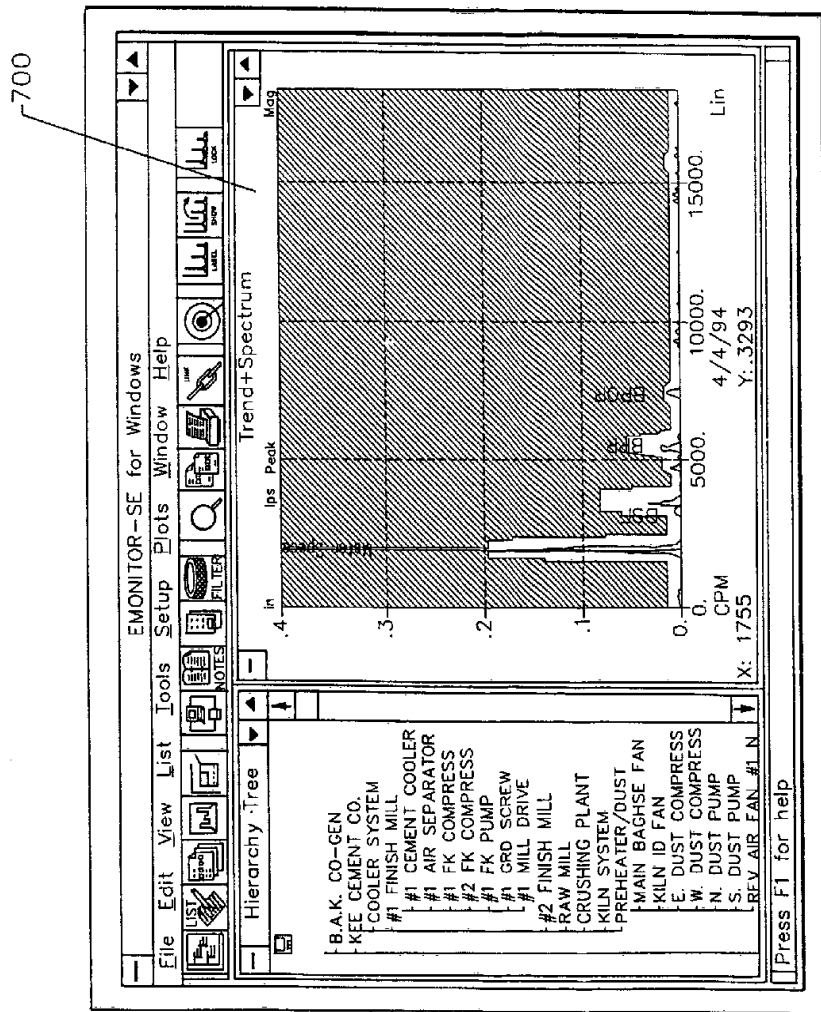 700
EMONITOR-SE for Windows
File Edit View List Tools Setup Plots Window Help
LIST
NOTES
FILTER
LINK
LABEL
SHOW
LOCK
Hierarchy Tree
B.A.K. CO-GEN
KEE CEMENT CO.
COOLER SYSTEM
#1 FINISH MILL
#1 CEMENT COOLER
#1 AIR SEPARATOR
#1 FK COMPRESS
#2 FK COMPRESS
#1 FK PUMP
#1 GRD SCREW
#1 MILL DRIVE
#2 FINISH MILL
RAW MILL
CRUSHING PLANT
KILN SYSTEM
PREHEATER/DUST
MAIN BAGHSE FAN
KILN ID FAN
E. DUST COMPRESS
W. DUST COMPRESS
N. DUST PUMP
S. DUST PUMP
REV AIR FAN #1 N
Trend+Spectrum
in Ips Peak Mag
.4
.3
.2
.1
0.
0. 5000. 10000. 15000.
CPM 4/4/94 Lin
X: 1755 Y: .3293
Press F1 for help